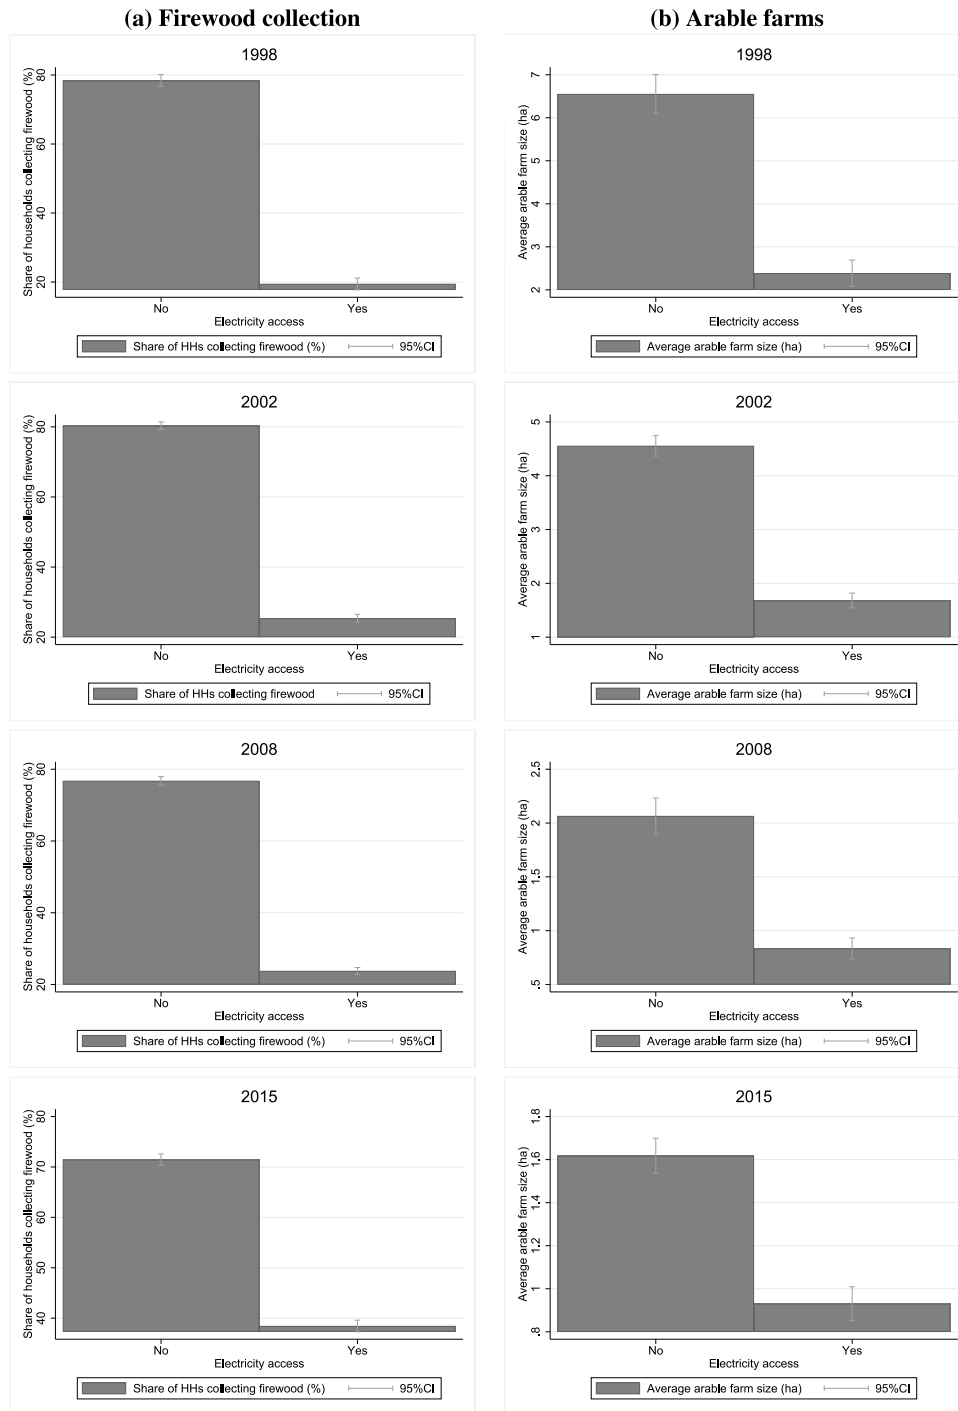 (a) Firewood collection
1998
Share of households collecting firewood (%)
80
60
40
20
No
Yes
Electricity access
Share of HHs collecting firewood (%)
95%CI
2002
Share of households collecting firewood (%)
80
60
40
20
No
Yes
Electricity access
Share of HHs collecting firewood
95%CI
2008
Share of households collecting firewood (%)
80
60
40
20
No
Yes
Electricity access
Share of HHs collecting firewood (%)
95%CI
2015
Share of households collecting firewood (%)
80
70
60
50
40
No
Yes
Electricity access
Share of HHs collecting firewood (%)
95%CI
(b) Arable farms
1998
Average arable farm size (ha)
7
6
5
4
3
2
No
Yes
Electricity access
Average arable farm size (ha)
95%CI
2002
Average arable farm size (ha)
5
4
3
2
1
No
Yes
Electricity access
Average arable farm size (ha)
95%CI
2008
Average arable farm size (ha)
2.5
2
1.5
1
.5
No
Yes
Electricity access
Average arable farm size (ha)
95%CI
2015
Average arable farm size (ha)
1.8
1.6
1.4
1.2
1
.8
No
Yes
Electricity access
Average arable farm size (ha)
95%CI